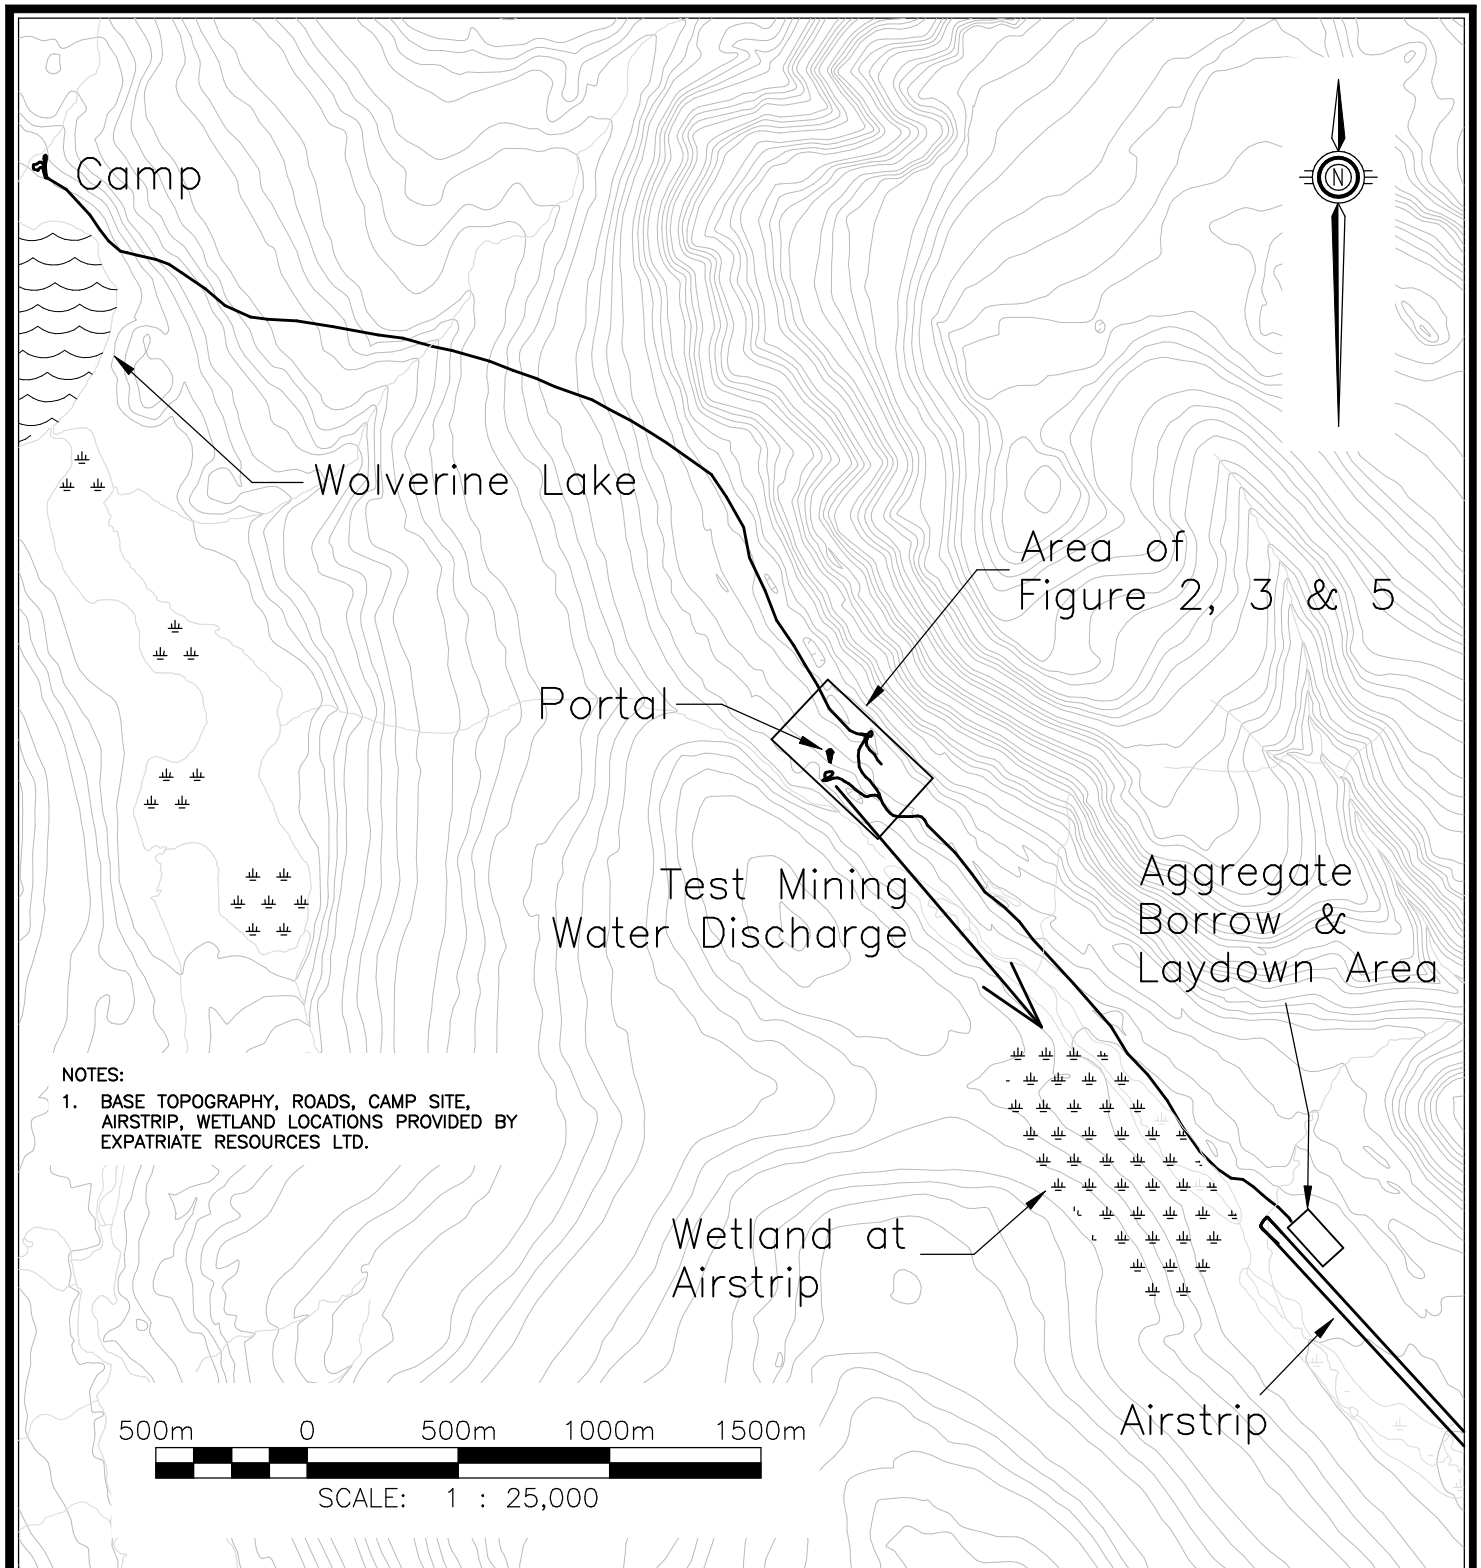 N
Camp
Wolverine Lake
Area of
Figure 2, 3 & 5
Portal
Test Mining
Water Discharge
Aggregate
Borrow &
Laydown Area
NOTES:
1. BASE TOPOGRAPHY, ROADS, CAMP SITE,
AIRSTRIP, WETLAND LOCATIONS PROVIDED BY
EXPATRIATE RESOURCES LTD.
Wetland at
Airstrip
Airstrip
500m 0 500m 1000m 1500m
SCALE: 1 : 25,000